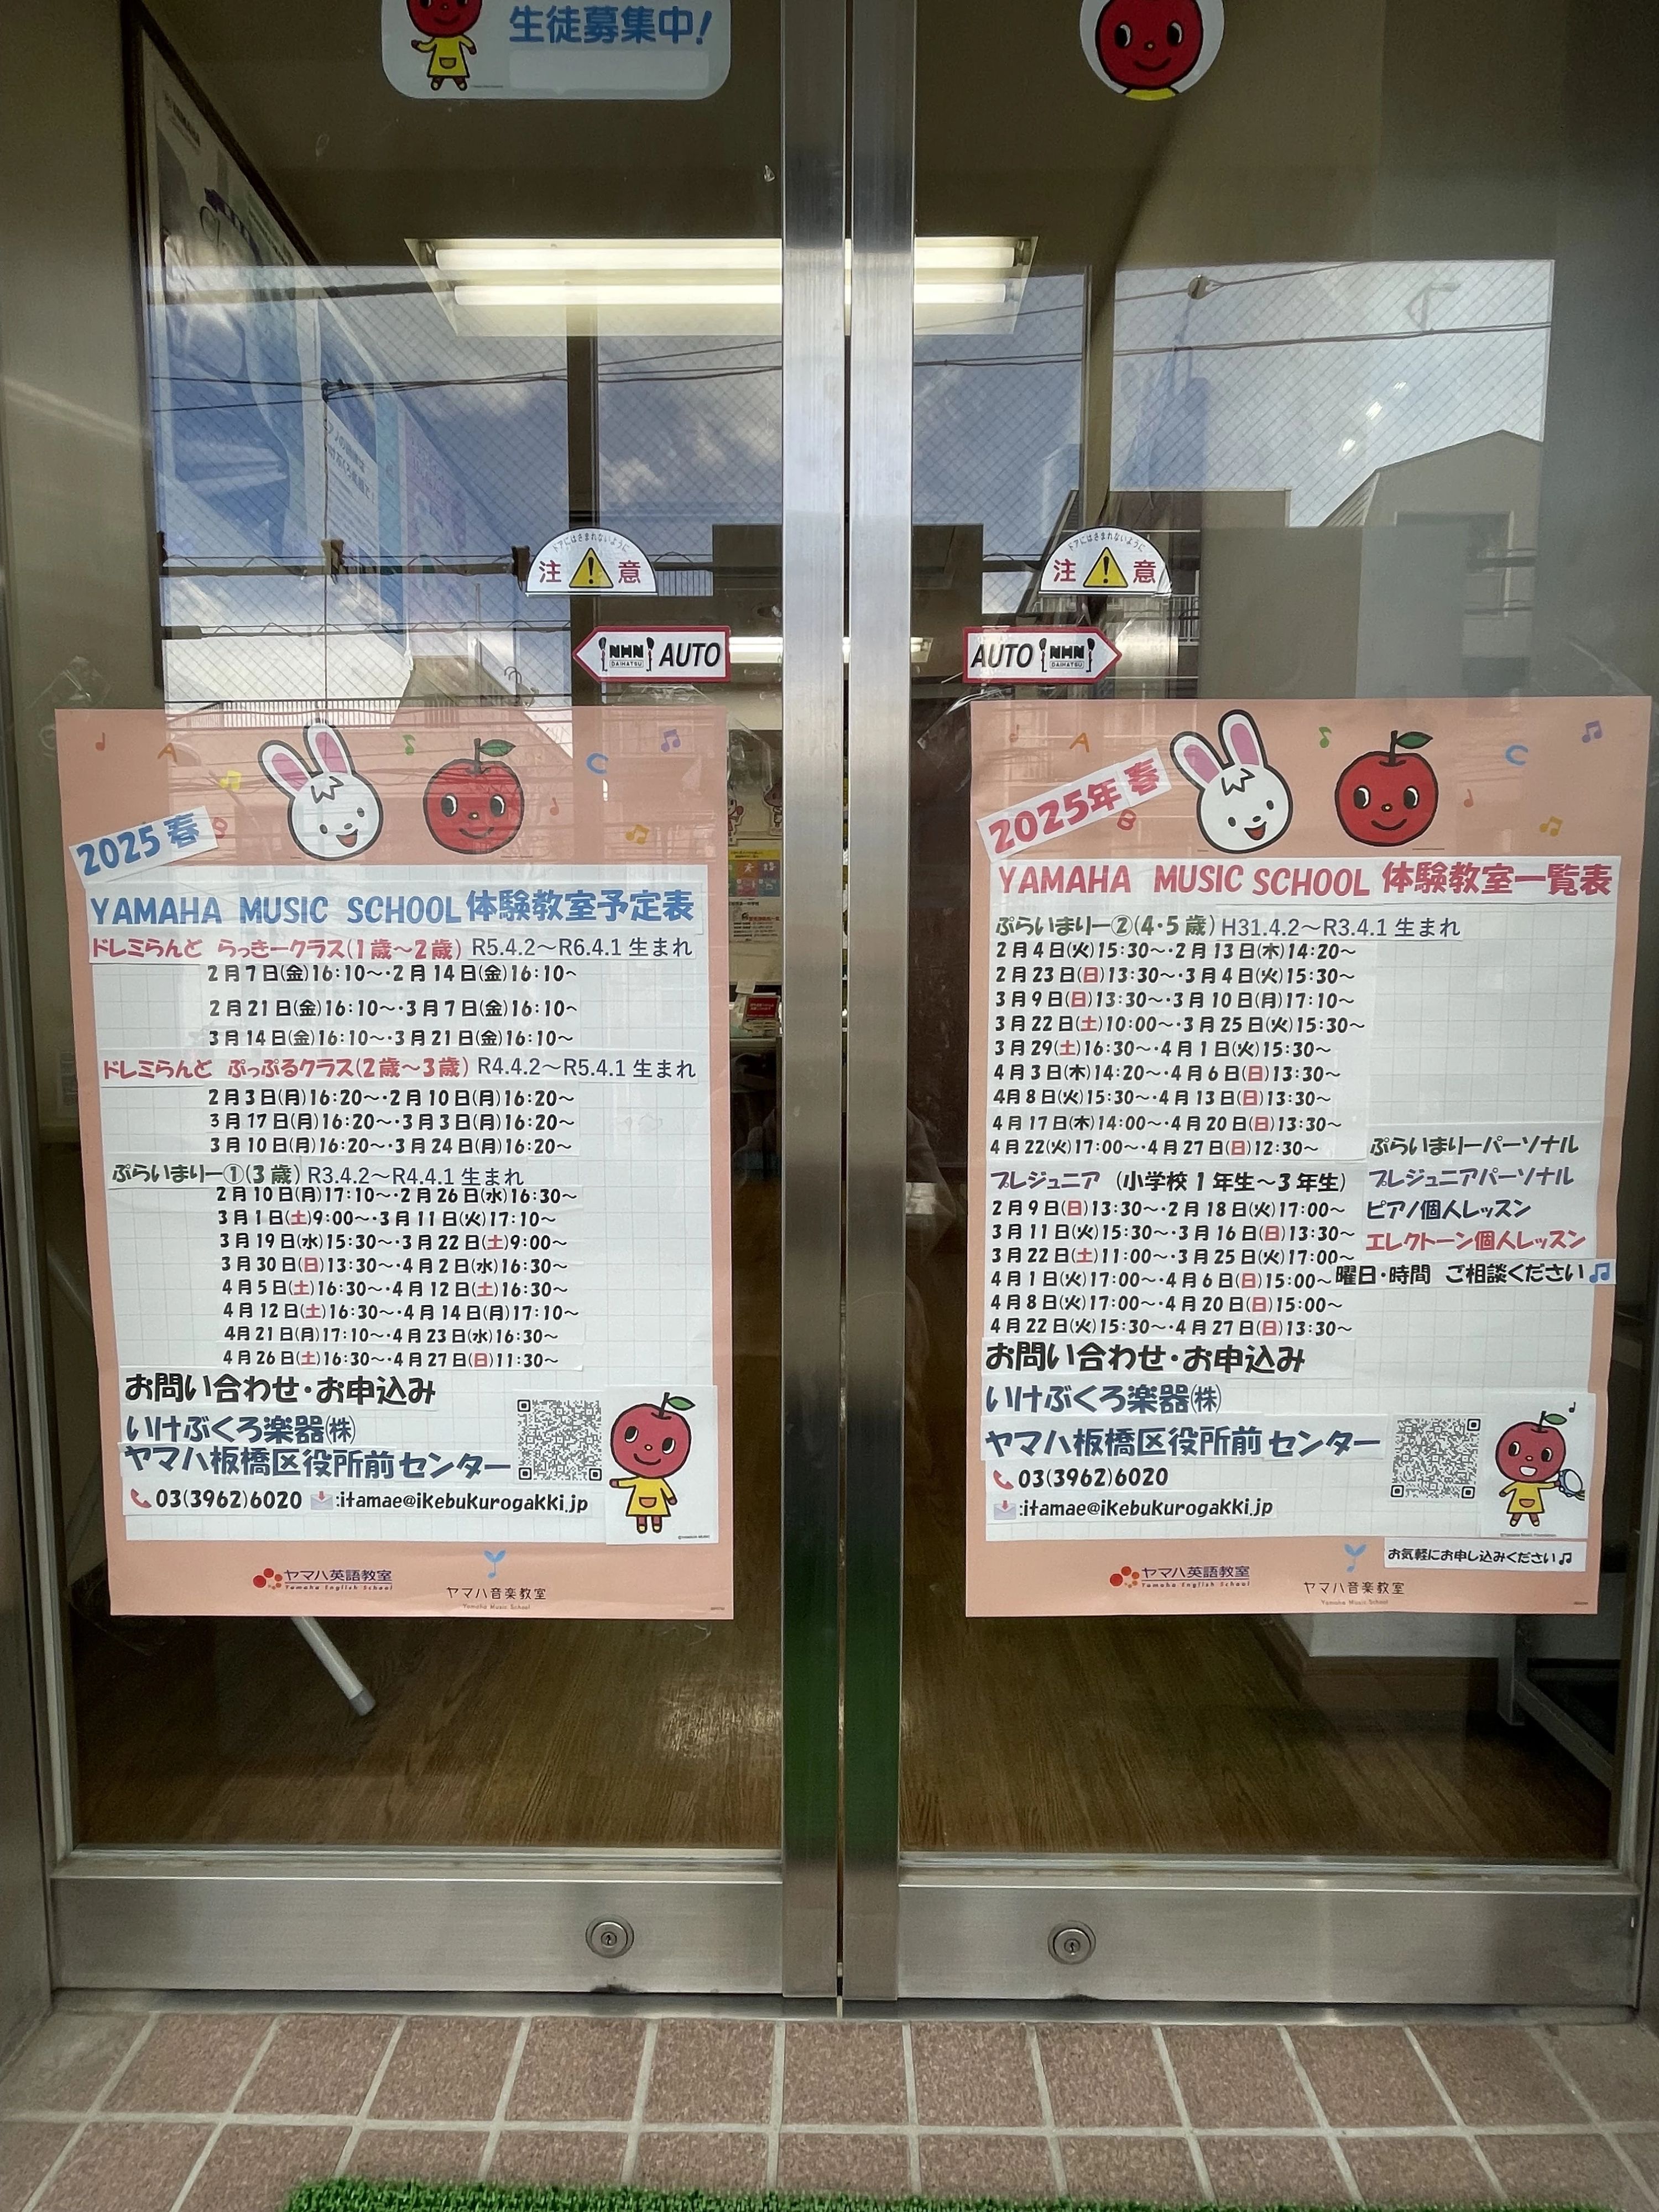 生徒募集中!
ドアにはさまれないように
注 意
NHN DAIHATSU AUTO
ドアにはさまれないように
注 意
AUTO NHN DAIHATSU
2025 春
YAMAHA MUSIC SCHOOL 体験教室予定表
ドレミらんど らっきークラス(1歳～2歳) R5.4.2～R6.4.1 生まれ
2月7日(金)16:10～・2月14日(金)16:10～
2月21日(金)16:10～・3月7日(金)16:10～
3月14日(金)16:10～・3月21日(金)16:10～
ドレミらんど ぷっぷるクラス(2歳～3歳) R4.4.2～R5.4.1 生まれ
2月3日(月)16:20～・2月10日(月)16:20～
3月17日(月)16:20～・3月3日(月)16:20～
3月10日(月)16:20～・3月24日(月)16:20～
ぷらいまりー①(3歳) R3.4.2～R4.4.1 生まれ
2月10日(月)17:10～・2月26日(水)16:30～
3月1日(土)9:00～・3月11日(火)17:10～
3月19日(水)15:30～・3月22日(土)9:00～
3月30日(日)13:30～・4月2日(水)16:30～
4月5日(土)16:30～・4月12日(土)16:30～
4月12日(土)16:30～・4月14日(月)17:10～
4月21日(月)17:10～・4月23日(水)16:30～
4月26日(土)16:30～・4月27日(日)11:30～
お問い合わせ・お申込み
いけぶくろ楽器㈱
ヤマハ板橋区役所前センター
03(3962)6020 :itamae@ikebukurogakki.jp
ヤマハ英語教室
Yamaha English School
ヤマハ音楽教室
Yamaha Music School
2025年 春
YAMAHA MUSIC SCHOOL 体験教室一覧表
ぷらいまりー②(4・5歳) H31.4.2～R3.4.1 生まれ
2月4日(火)15:30～・2月13日(木)14:20～
2月23日(日)13:30～・3月4日(火)15:30～
3月9日(日)13:30～・3月10日(月)17:10～
3月22日(土)10:00～・3月25日(火)15:30～
3月29(土)16:30～・4月1日(火)15:30～
4月3日(木)14:20～・4月6日(日)13:30～
4月8日(火)15:30～・4月13日(日)13:30～
4月17日(木)14:00～・4月20日(日)13:30～
4月22(火)17:00～・4月27日(日)12:30～
プレジュニア (小学校1年生～3年生)
2月9日(日)13:30～・2月18日(火)17:00～
3月11日(火)15:30～・3月16日(日)13:30～
3月22日(土)11:00～・3月25日(火)17:00～
4月1日(火)17:00～・4月6日(日)15:00～
4月8日(火)17:00～・4月20日(日)15:00～
4月22日(火)15:30～・4月27日(日)13:30～
ぷらいまりーパーソナル
プレジュニアパーソナル
ピアノ個人レッスン
エレクトーン個人レッスン
曜日・時間 ご相談ください♫
お問い合わせ・お申込み
いけぶくろ楽器㈱
ヤマハ板橋区役所前センター
03(3962)6020
:itamae@ikebukurogakki.jp
お気軽にお申し込みください♫
ヤマハ英語教室
Yamaha English School
ヤマハ音楽教室
Yamaha Music School